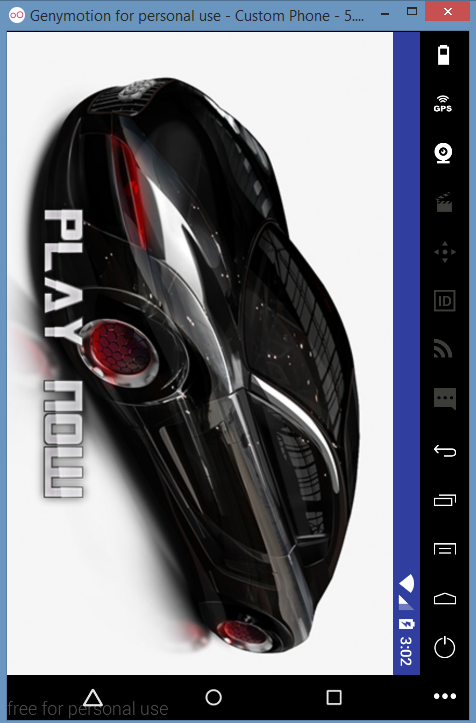 Genymotion for personal use - Custom Phone - 5....
GPS
ID
PLAY NOW
3:02
free for personal use